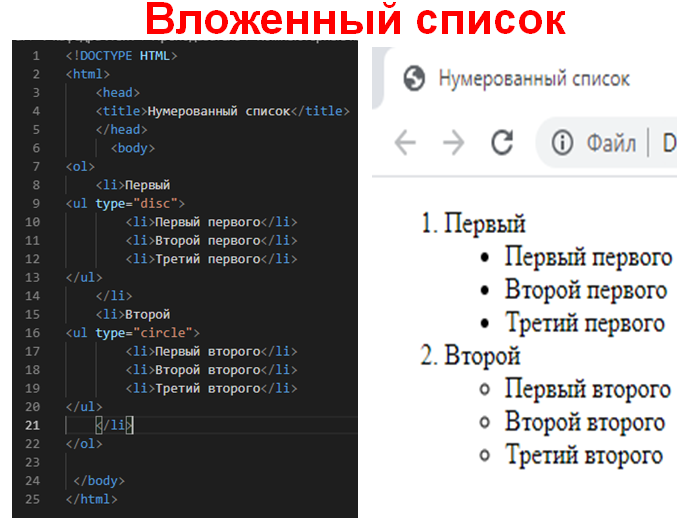 Вложенный список
1 <!DOCTYPE HTML>
2 <html>
3 <head>
4 <title>Нумерованный список</title>
5 </head>
6 <body>
7 <ol>
8 <li>Первый
9 <ul type="disc">
10 <li>Первый первого</li>
11 <li>Второй первого</li>
12 <li>Третий первого</li>
13 </ul>
14 </li>
15 <li>Второй
16 <ul type="circle">
17 <li>Первый второго</li>
18 <li>Второй второго</li>
19 <li>Третий второго</li>
20 </ul>
21 </li>
22 </ol>
23
24 </body>
25 </html>
Нумерованный список
Файл | D
1. Первый
• Первый первого
• Второй первого
• Третий первого
2. Второй
◦ Первый второго
◦ Второй второго
◦ Третий второго